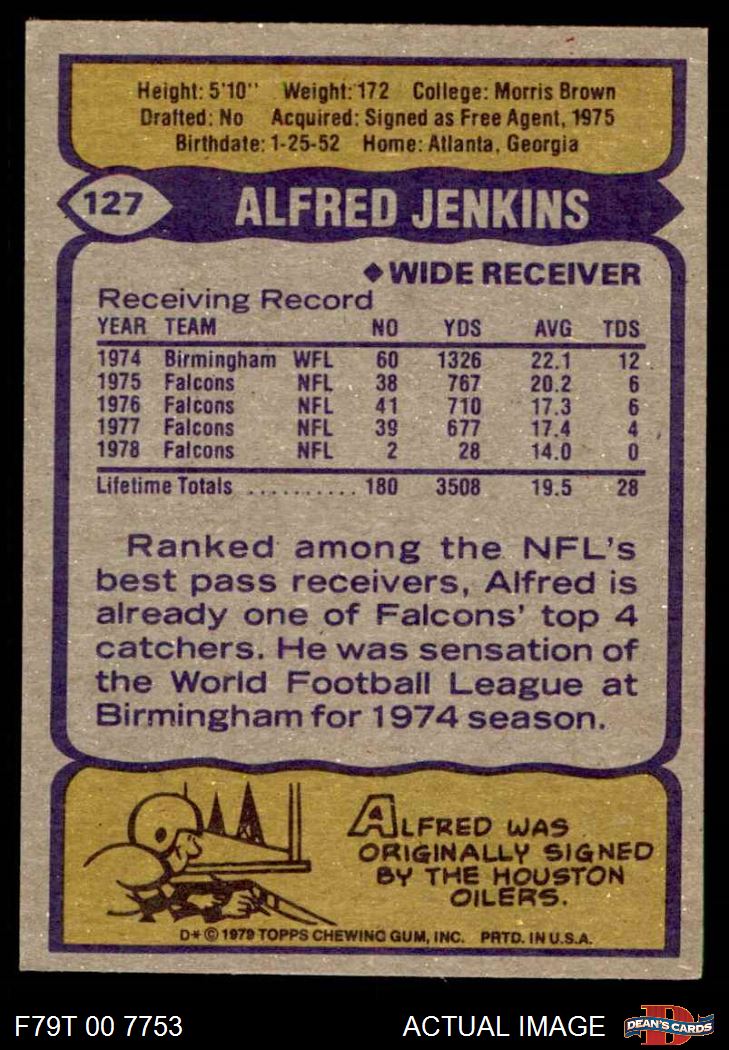 Height: 5'10" Weight: 172 College: Morris Brown
Drafted: No Acquired: Signed as Free Agent, 1975
Birthdate: 1-25-52 Home: Atlanta, Georgia
127 ALFRED JENKINS
◆ WIDE RECEIVER
Receiving Record
YEAR TEAM NO YDS AVG TDS
1974 Birmingham WFL 60 1326 22.1 12
1975 Falcons NFL 38 767 20.2 6
1976 Falcons NFL 41 710 17.3 6
1977 Falcons NFL 39 677 17.4 4
1978 Falcons NFL 2 28 14.0 0
Lifetime Totals ........... 180 3508 19.5 28
Ranked among the NFL's
best pass receivers, Alfred is
already one of Falcons' top 4
catchers. He was sensation of
the World Football League at
Birmingham for 1974 season.
ALFRED WAS
ORIGINALLY SIGNED
BY THE HOUSTON
OILERS.
D* © 1979 TOPPS CHEWING GUM, INC. PRTD. IN U.S.A.
F79T 00 7753 ACTUAL IMAGE D DEAN'S CARDS